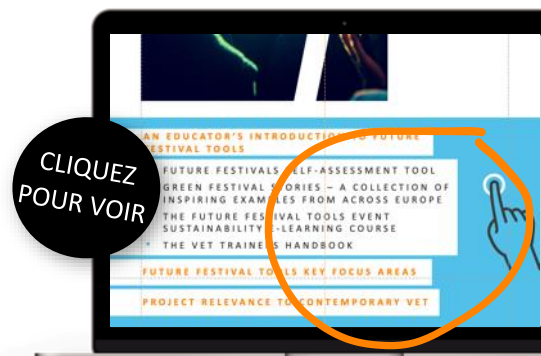 AN EDUCATOR'S INTRODUCTION TO FUTURE
FESTIVAL TOOLS
CLIQUEZ
POUR VOIR
FUTURE FESTIVALS SELF-ASSESSMENT TOOL
GREEN FESTIVAL STORIES – A COLLECTION OF
INSPIRING EXAMPLES FROM ACROSS EUROPE
THE FUTURE FESTIVAL TOOLS EVENT
SUSTAINABILITY E-LEARNING COURSE
THE VET TRAINERS HANDBOOK
FUTURE FESTIVAL TOOLS KEY FOCUS AREAS
PROJECT RELEVANCE TO CONTEMPORARY VET